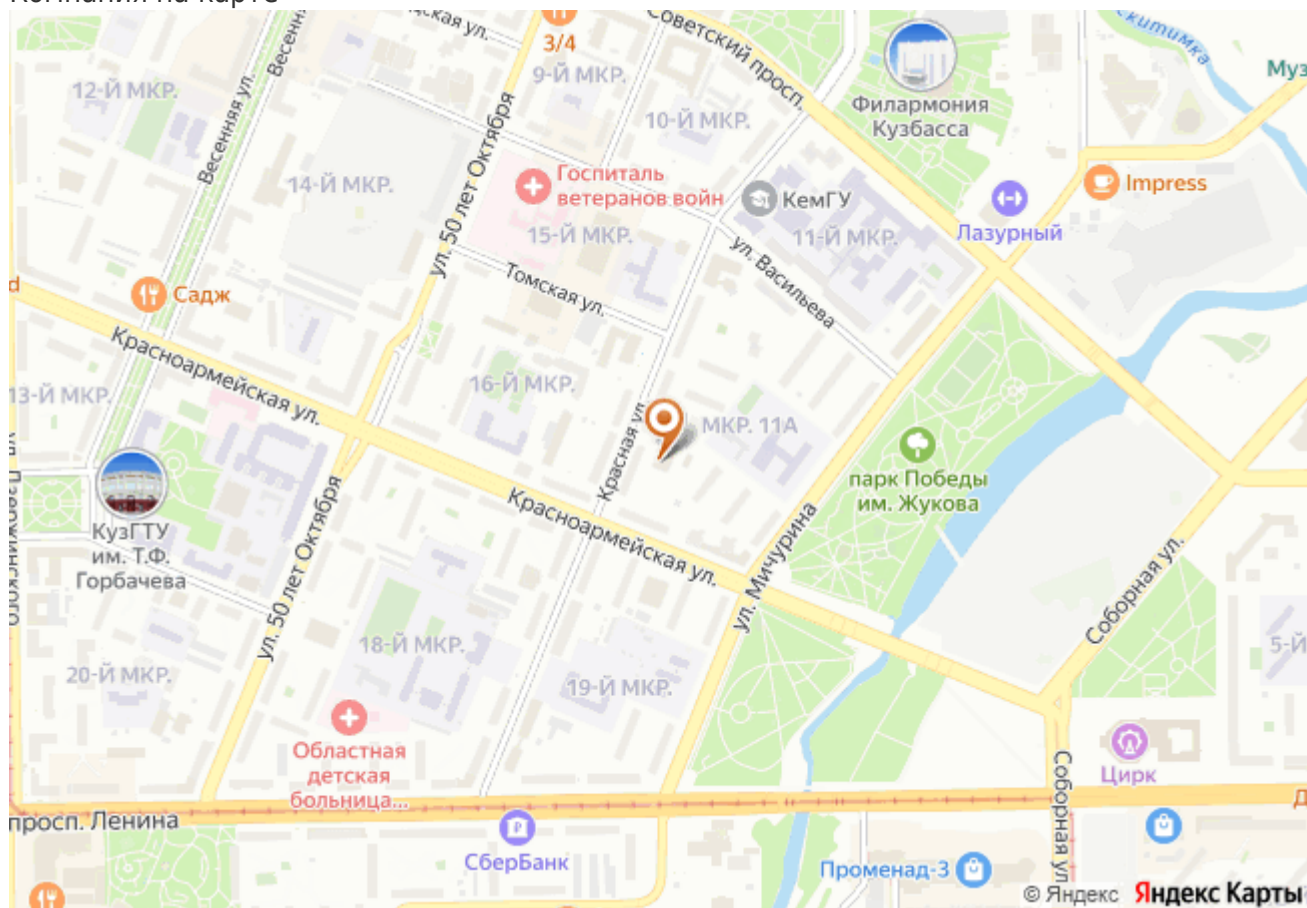 Компания на карте
Советский просп.
3/4
9-Й МКР.
12-Й МКР.
Весенняя ул.
10-Й МКР.
Филармония
Кузбасса
ул. 50 лет Октября
14-Й МКР.
Госпиталь
ветеранов войн
КемГУ
Impress
15-Й МКР.
11-Й МКР.
Лазурный
ул. Васильева
Томская ул.
Садж
Красноармейская ул.
13-Й МКР.
16-Й МКР.
Красная ул.
МКР. 11А
парк Победы
им. Жукова
КузГТУ
им. Т.Ф.
Горбачева
ул. 50 лет Октября
Красноармейская ул.
ул. Мичурина
Соборная ул.
18-Й МКР.
19-Й МКР.
20-Й МКР.
5-Й
Областная
детская
больница...
Цирк
Соборная ул
просп. Ленина
СберБанк
Променад-3
© Яндекс Яндекс Карты